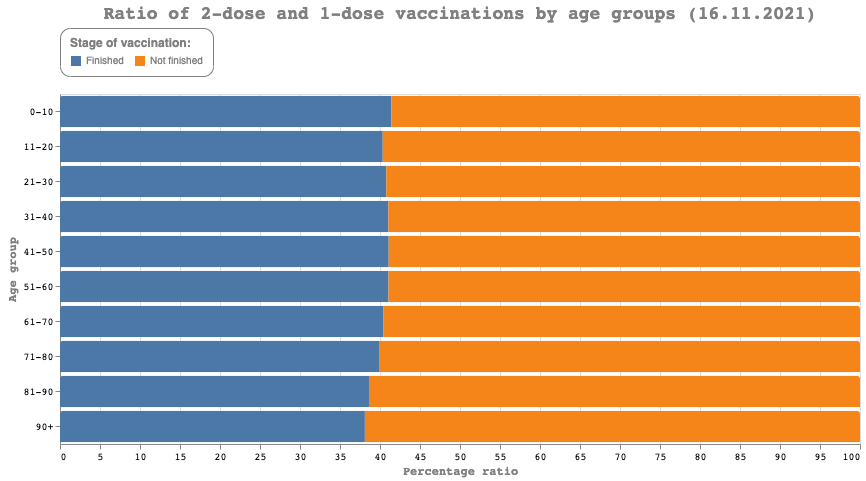 Ratio of 2-dose and 1-dose vaccinations by age groups (16.11.2021)
Stage of vaccination:
Finished Not finished
Age group
0-10
11-20
21-30
31-40
41-50
51-60
61-70
71-80
81-90
90+
0 5 10 15 20 25 30 35 40 45 50 55 60 65 70 75 80 85 90 95 100
Percentage ratio